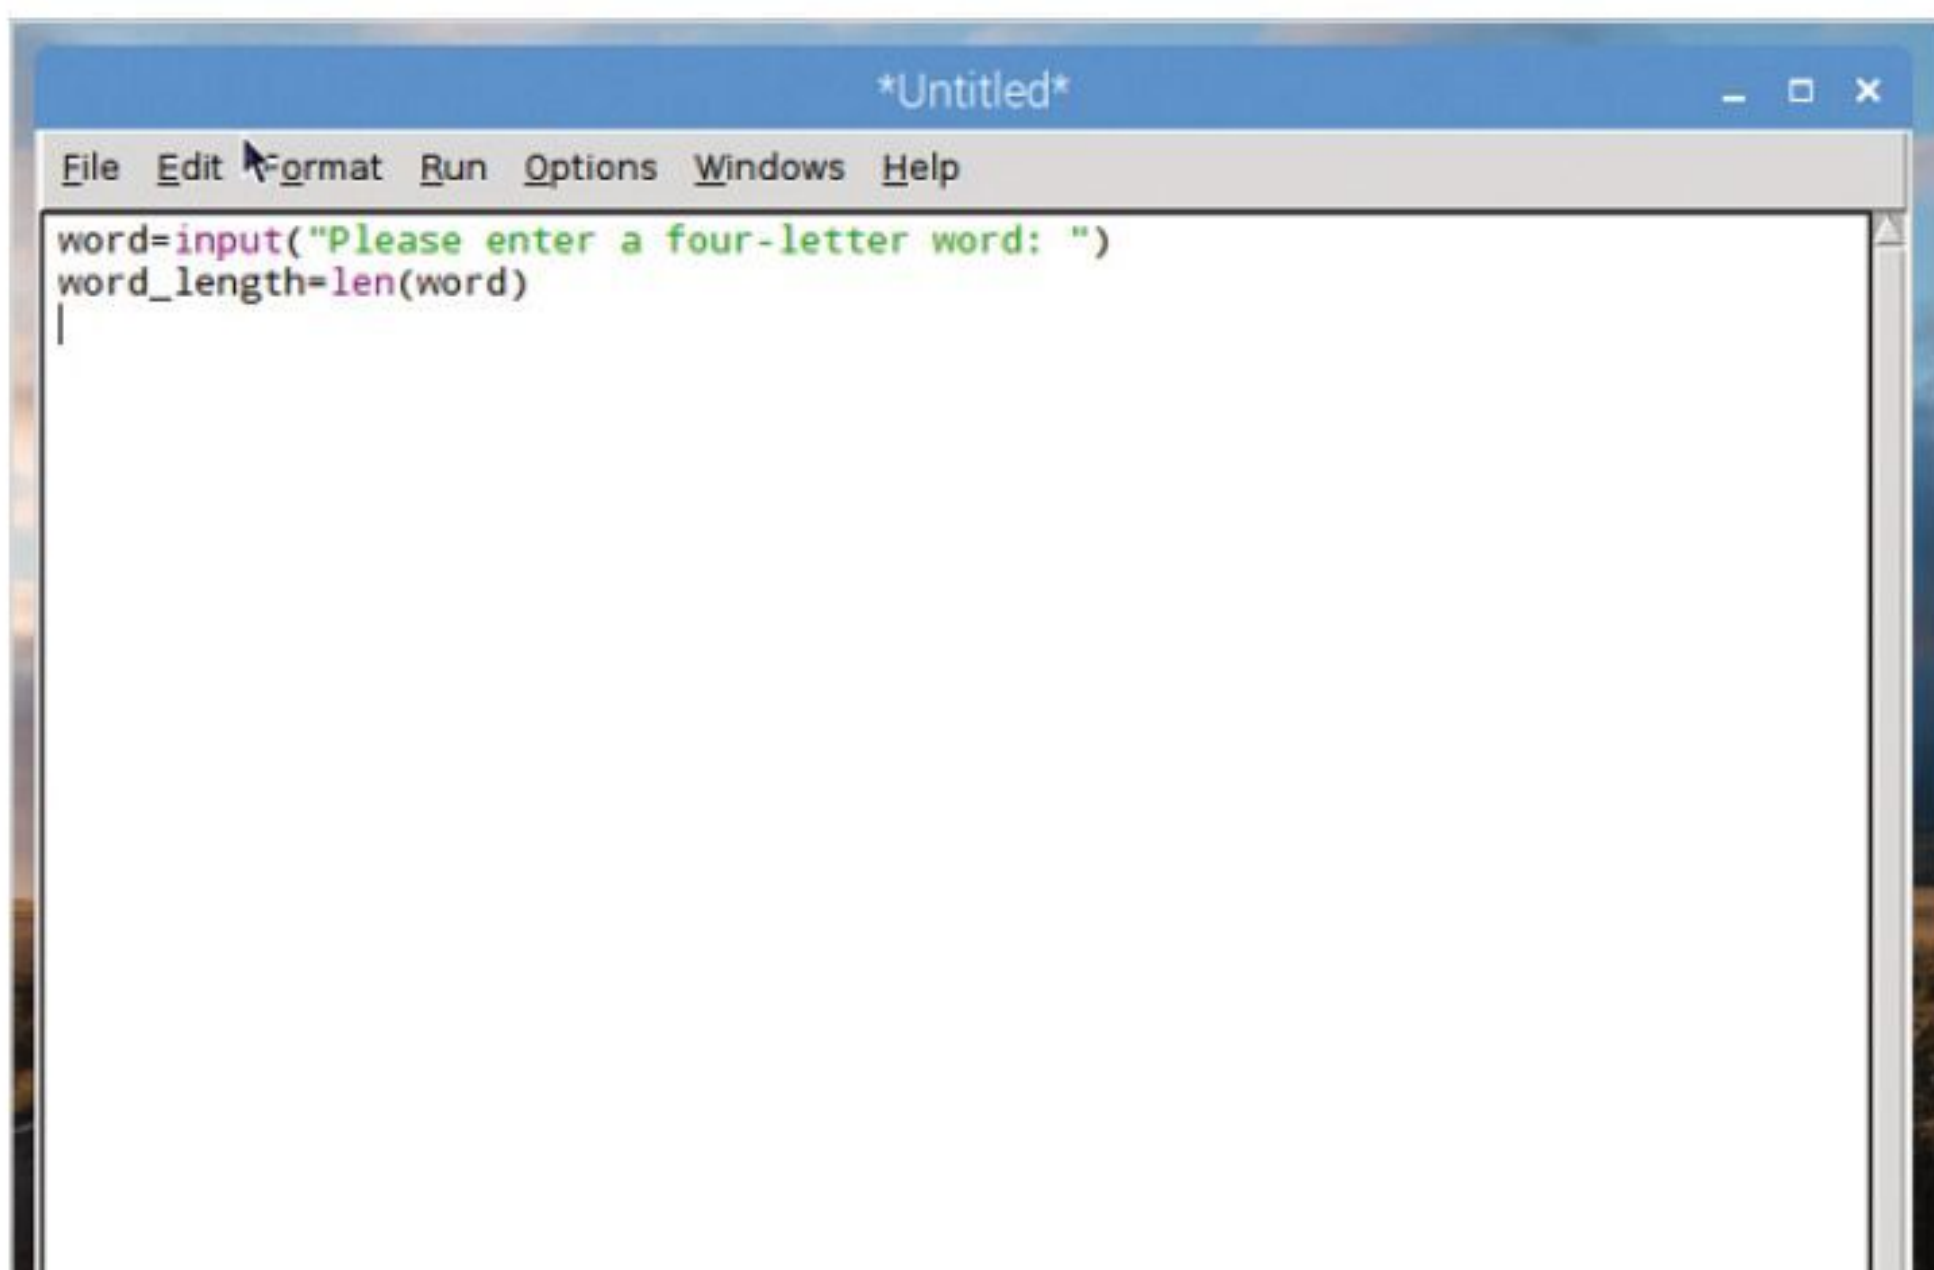 *Untitled*
File Edit Format Run Options Windows Help
word=input("Please enter a four-letter word: ")
word_length=len(word)